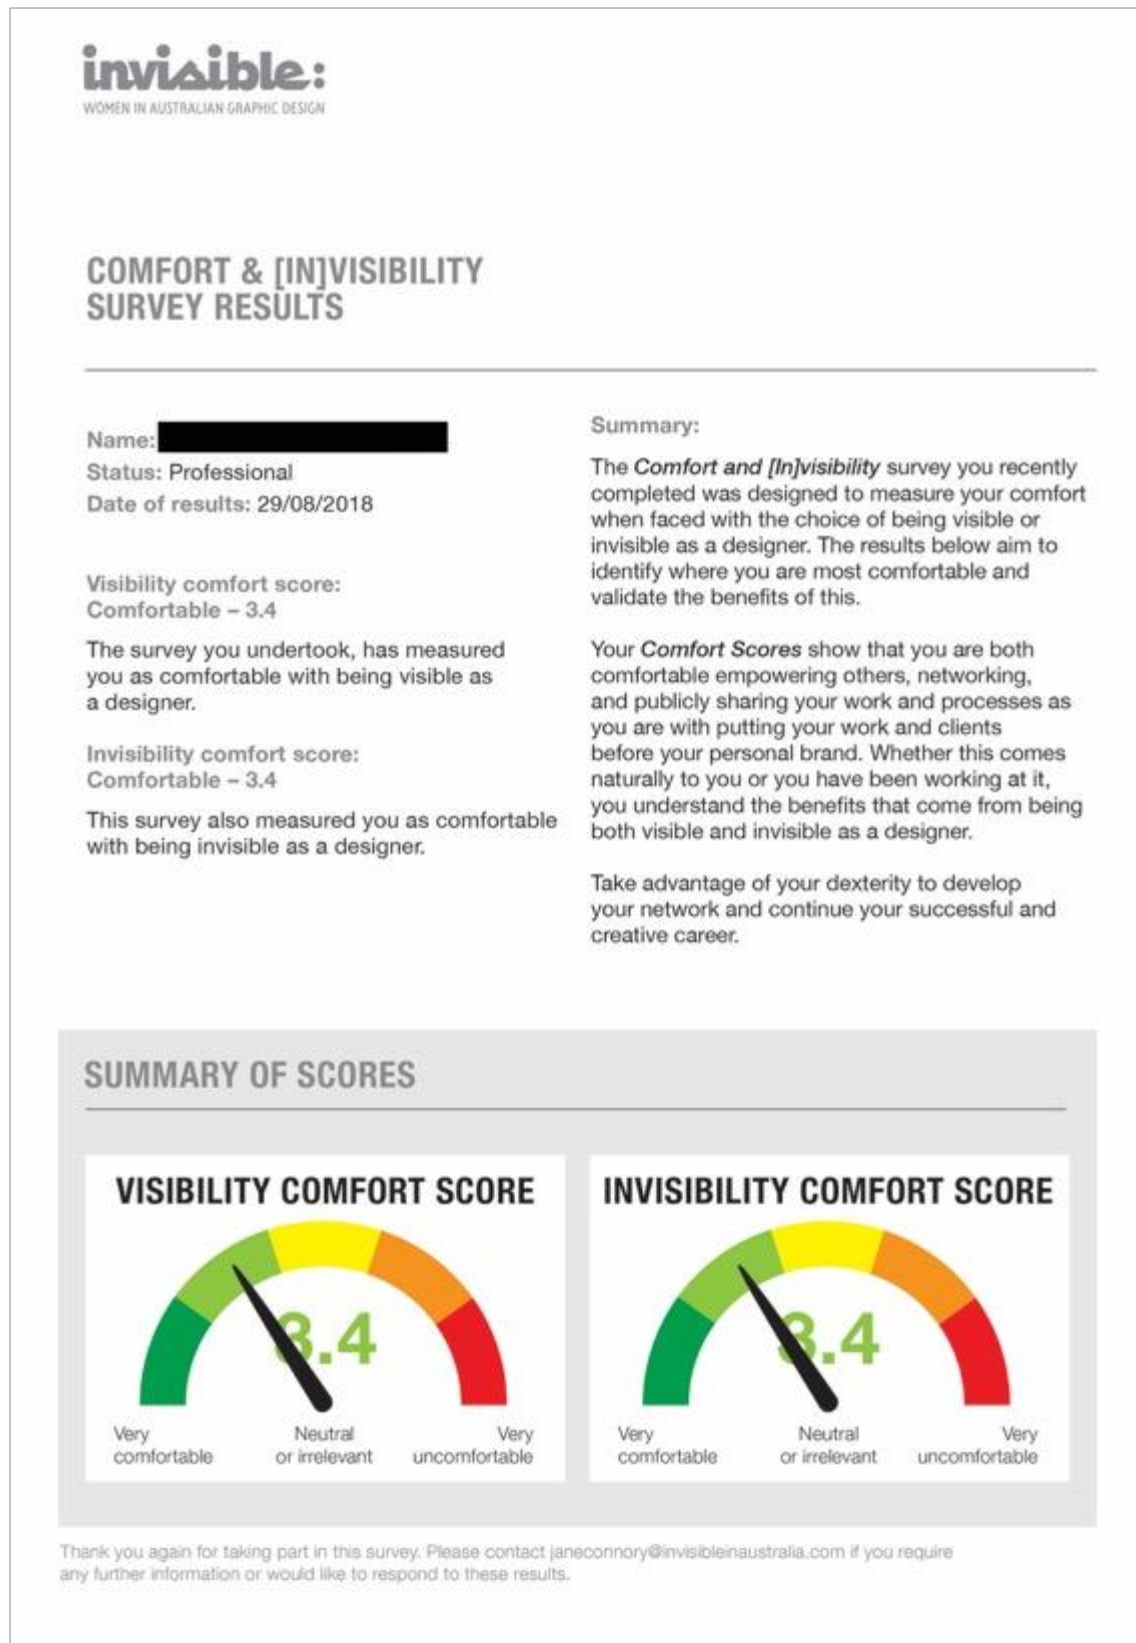 invisible:
WOMEN IN AUSTRALIAN GRAPHIC DESIGN
COMFORT & [IN]VISIBILITY
SURVEY RESULTS
Name:
Status: Professional
Date of results: 29/08/2018
Visibility comfort score:
Comfortable – 3.4
The survey you undertook, has measured
you as comfortable with being visible as
a designer.
Invisibility comfort score:
Comfortable – 3.4
This survey also measured you as comfortable
with being invisible as a designer.
Summary:
The Comfort and [In]visibility survey you recently
completed was designed to measure your comfort
when faced with the choice of being visible or
invisible as a designer. The results below aim to
identify where you are most comfortable and
validate the benefits of this.
Your Comfort Scores show that you are both
comfortable empowering others, networking,
and publicly sharing your work and processes as
you are with putting your work and clients
before your personal brand. Whether this comes
naturally to you or you have been working at it,
you understand the benefits that come from being
both visible and invisible as a designer.
Take advantage of your dexterity to develop
your network and continue your successful and
creative career.
SUMMARY OF SCORES
VISIBILITY COMFORT SCORE
3.4
Very
comfortable
Neutral
or irrelevant
Very
uncomfortable
INVISIBILITY COMFORT SCORE
3.4
Very
comfortable
Neutral
or irrelevant
Very
uncomfortable
Thank you again for taking part in this survey. Please contact janeconnory@invisibleinaustralia.com if you require
any further information or would like to respond to these results.